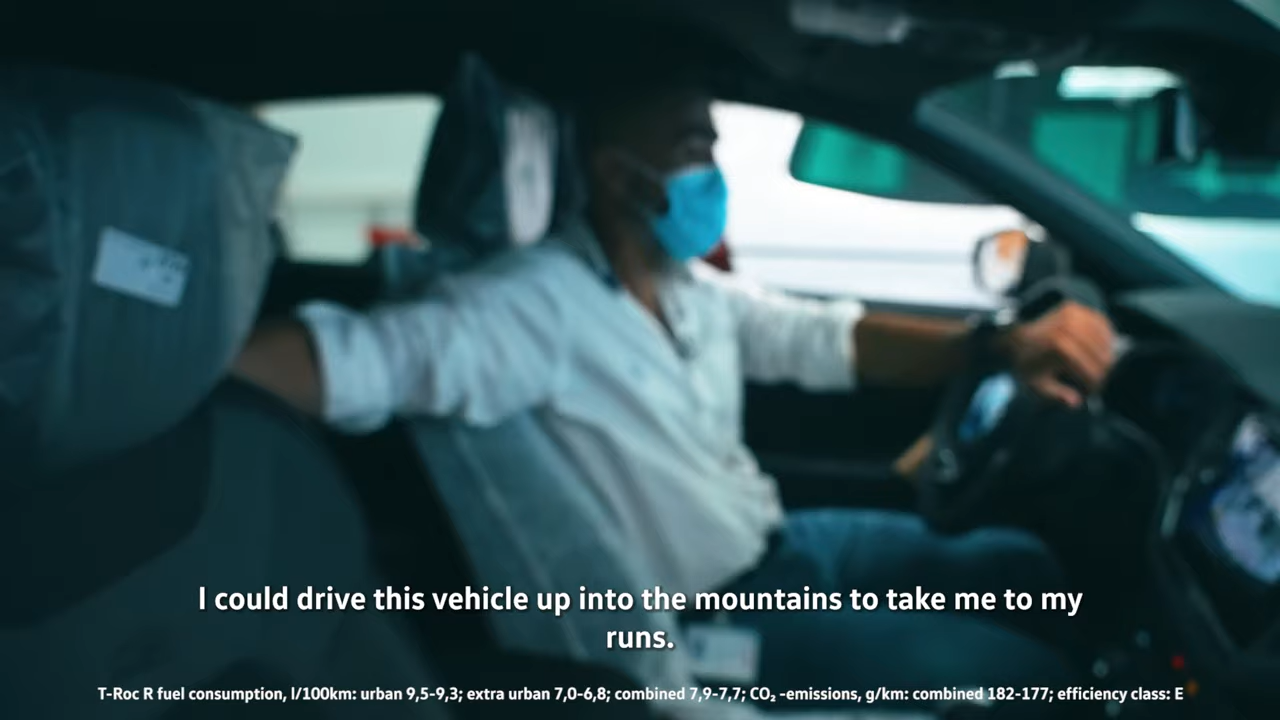 I could drive this vehicle up into the mountains to take me to my
runs.
T-Roc R fuel consumption, l/100km: urban 9,5-9,3; extra urban 7,0-6,8; combined 7,9-7,7; CO₂ -emissions, g/km: combined 182-177; efficiency class: E